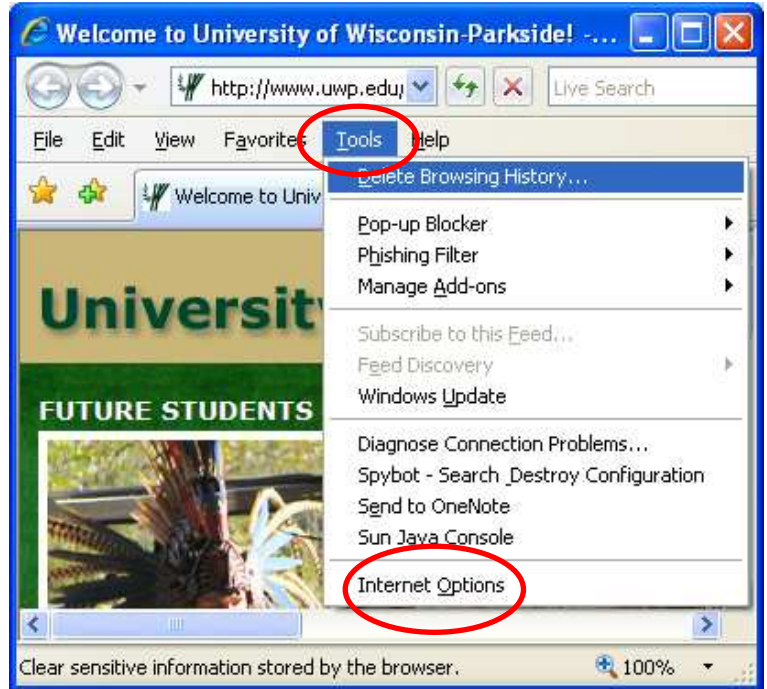 Welcome to University of Wisconsin-Parkside! -...
http://www.uwp.edu/
Live Search
File Edit View Favorites Tools Help
Welcome to Univ
Delete Browsing History...
Pop-up Blocker
Phishing Filter
Manage Add-ons
Subscribe to this Feed...
Feed Discovery
Windows Update
Diagnose Connection Problems...
Spybot - Search _Destroy Configuration
Send to OneNote
Sun Java Console
Internet Options
University
FUTURE STUDENTS
Clear sensitive information stored by the browser.
100%